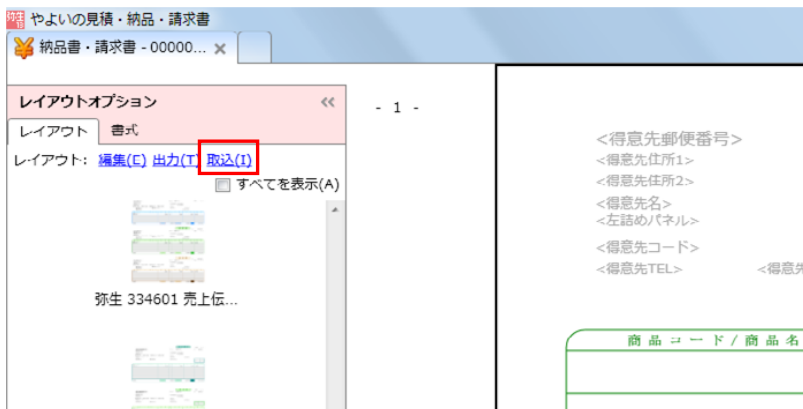 やよいの見積・納品・請求書
納品書・請求書 - 00000... ×
レイアウトオプション
- 1 -
レイアウト 書式
レイアウト: 編集(E) 出力(T) 取込(I)
すべてを表示(A)
弥生 334601 売上伝...
<得意先郵便番号>
<得意先住所1>
<得意先住所2>
<得意先名>
<左詰めパネル>
<得意先コード>
<得意先TEL> <得意先
商品コード/商品名